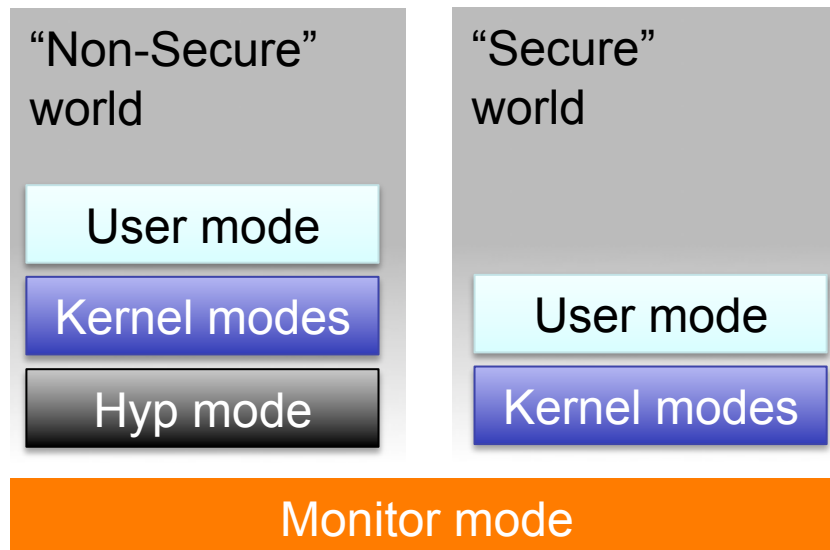 “Non-Secure”
world
User mode
Kernel modes
Hyp mode
“Secure”
world
User mode
Kernel modes
Monitor mode